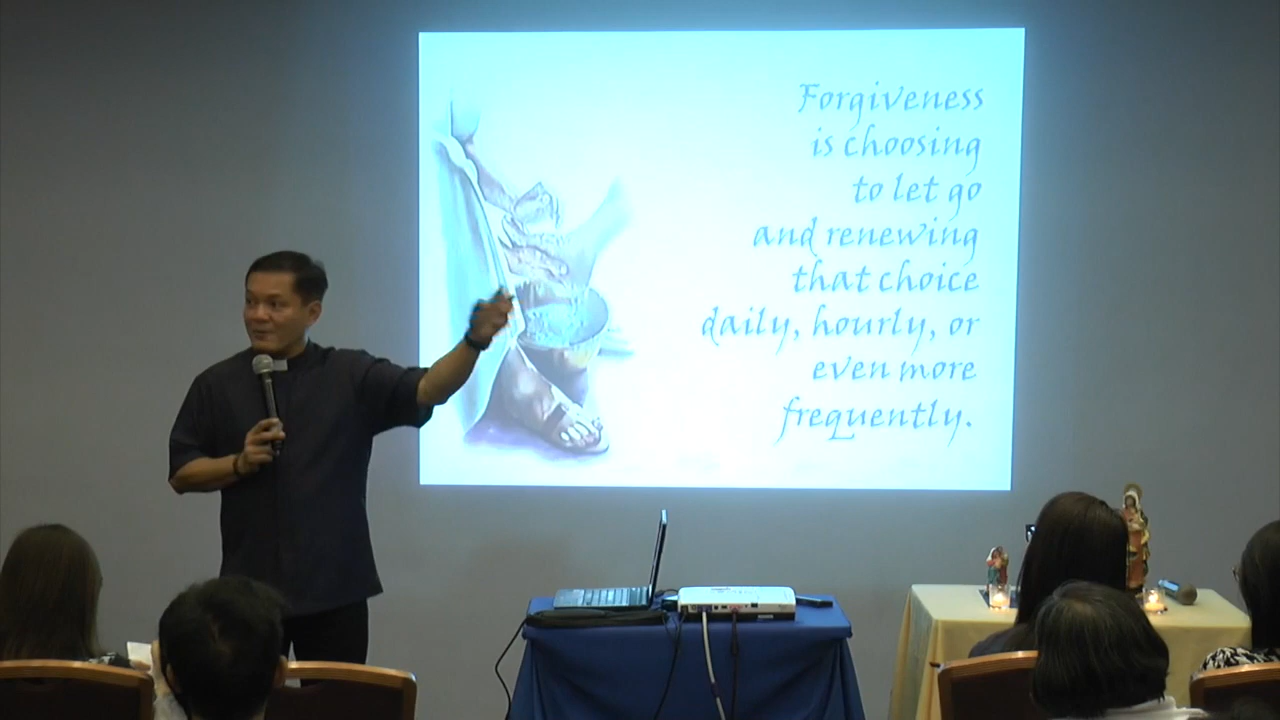 Forgiveness
is choosing
to let go
and renewing
that choice
daily, hourly, or
even more
frequently.